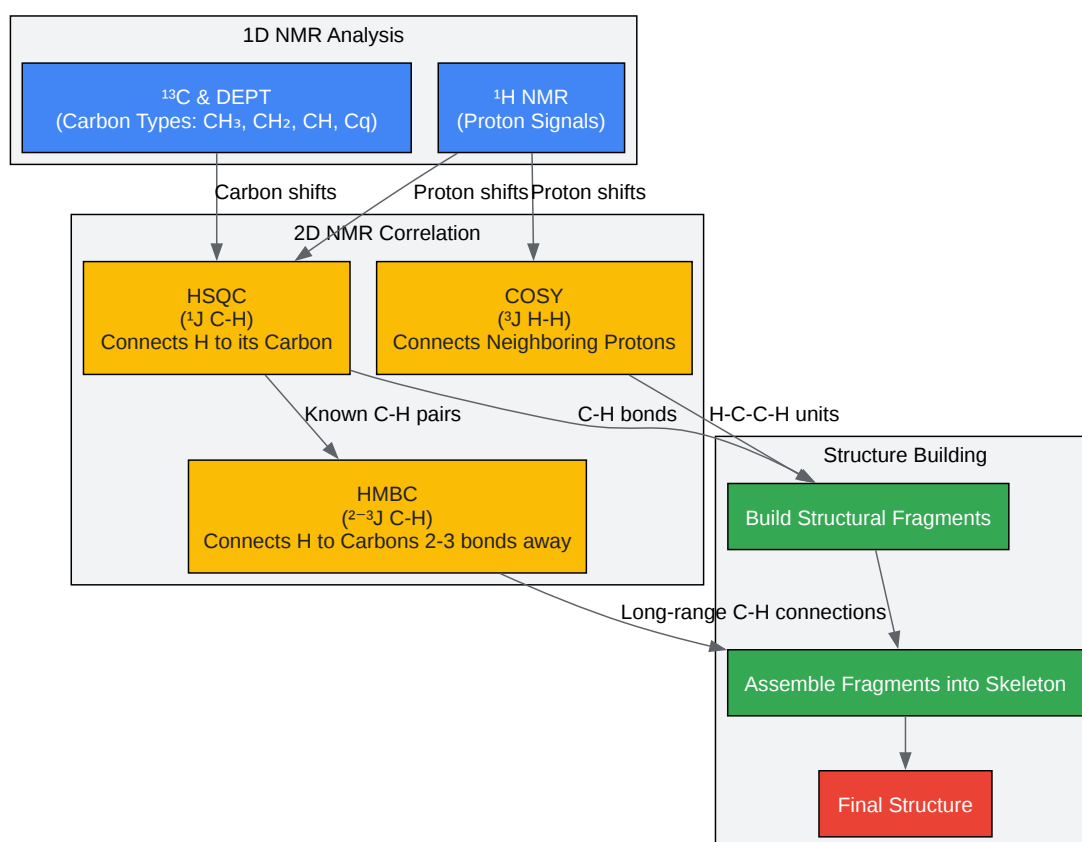 1D NMR Analysis
¹³C & DEPT
(Carbon Types: CH₃, CH₂, CH, Cq)
¹H NMR
(Proton Signals)
Carbon shifts
Proton shifts
Proton shifts
2D NMR Correlation
HSQC
(¹J C-H)
Connects H to its Carbon
COSY
(³J H-H)
Connects Neighboring Protons
Known C-H pairs
C-H bonds
H-C-C-H units
Structure Building
HMBC
(²⁻³J C-H)
Connects H to Carbons 2-3 bonds away
Build Structural Fragments
Long-range C-H connections
Assemble Fragments into Skeleton
Final Structure